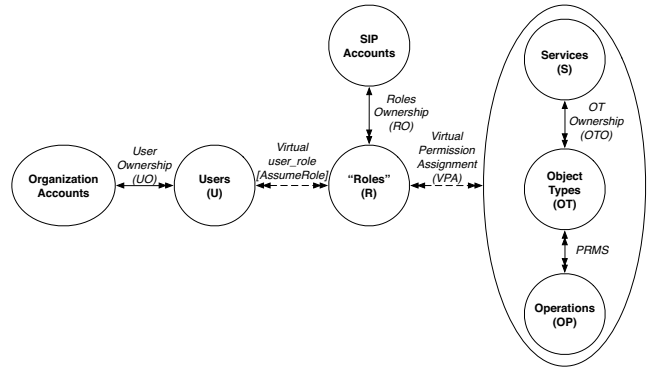 SIP
Accounts
Roles
Ownership
(RO)
Organization
Accounts
User
Ownership
(UO)
Users
(U)
Virtual
user_role
[AssumeRole]
“Roles”
(R)
Virtual
Permission
Assignment
(VPA)
Services
(S)
OT
Ownership
(OTO)
Object
Types
(OT)
PRMS
Operations
(OP)